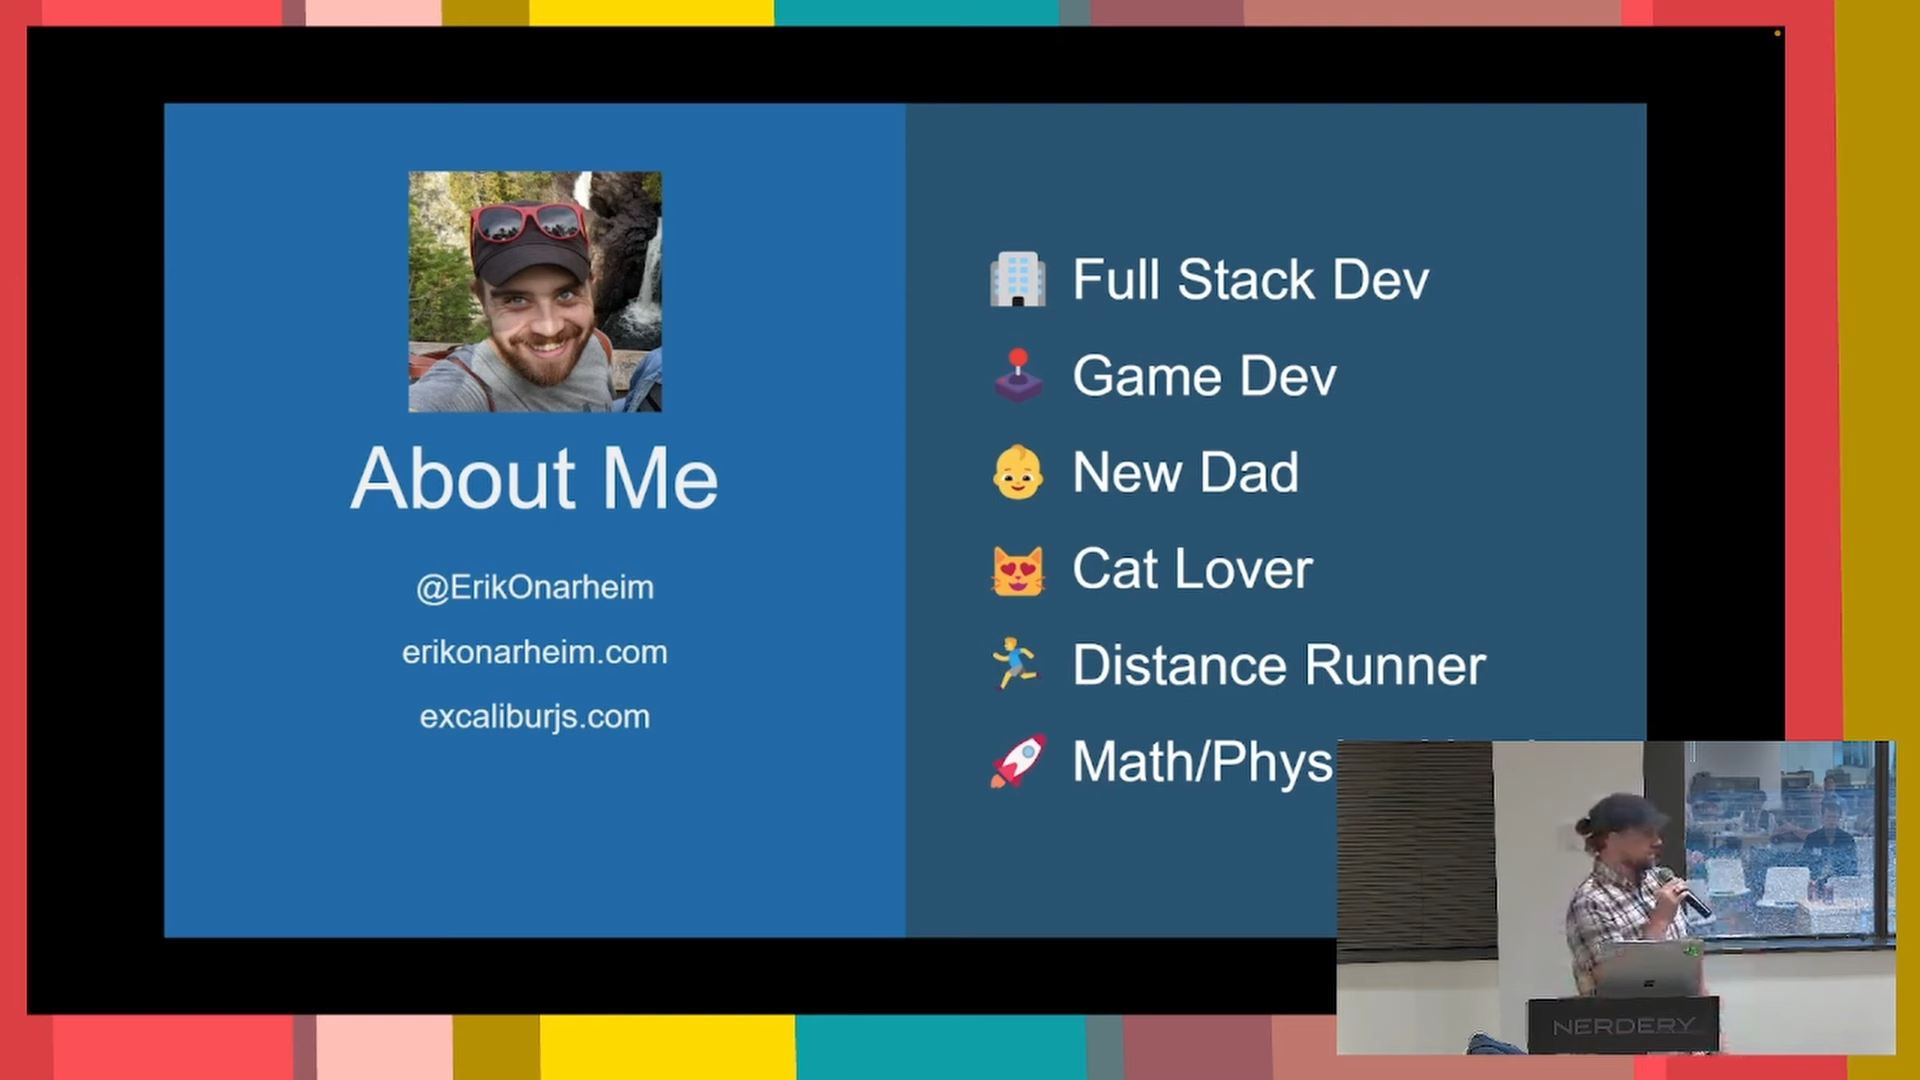 About Me
@ErikOnarheim
erikonarheim.com
excaliburjs.com
Full Stack Dev
Game Dev
New Dad
Cat Lover
Distance Runner
Math/Phys
NERDERY